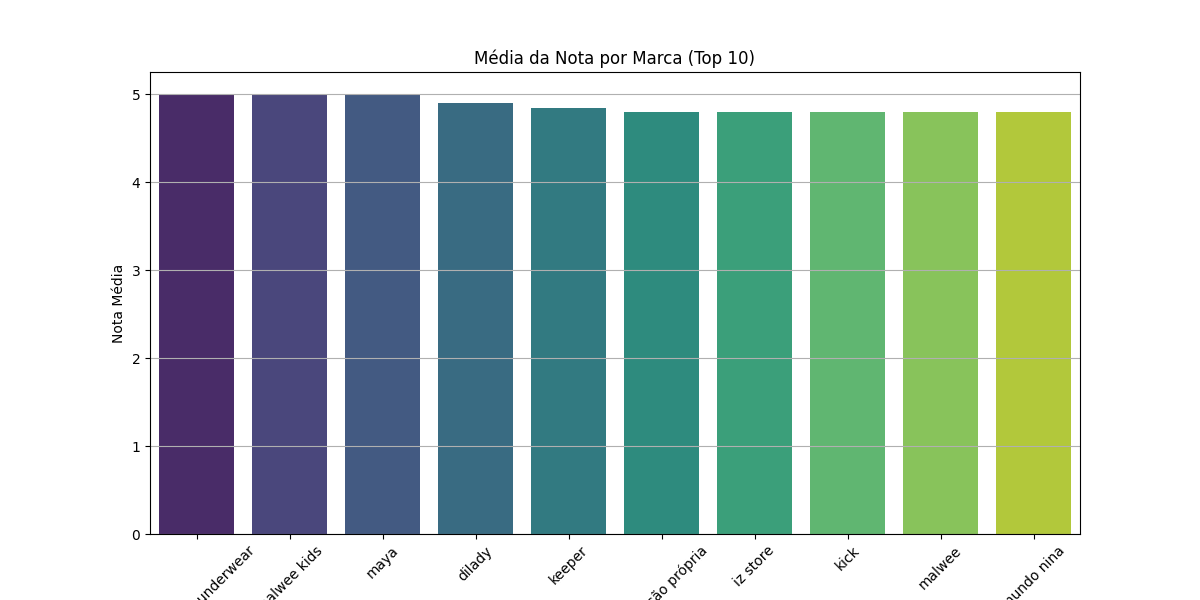 Média da Nota por Marca (Top 10)
Nota Média
5
4
3
2
1
0
underwear
alwee kids
maya
dilady
keeper
ão própria
iz store
kick
malwee
undo nina